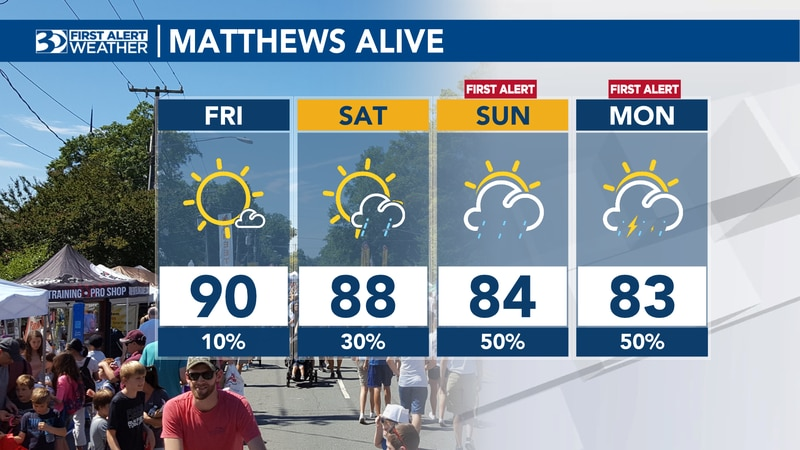 3 FIRST ALERT WEATHER
MATTHEWS ALIVE
FIRST ALERT
FIRST ALERT
FRI
SAT
SUN
MON
90
88
84
83
10%
30%
50%
50%
TRAINING • PRO SHOP